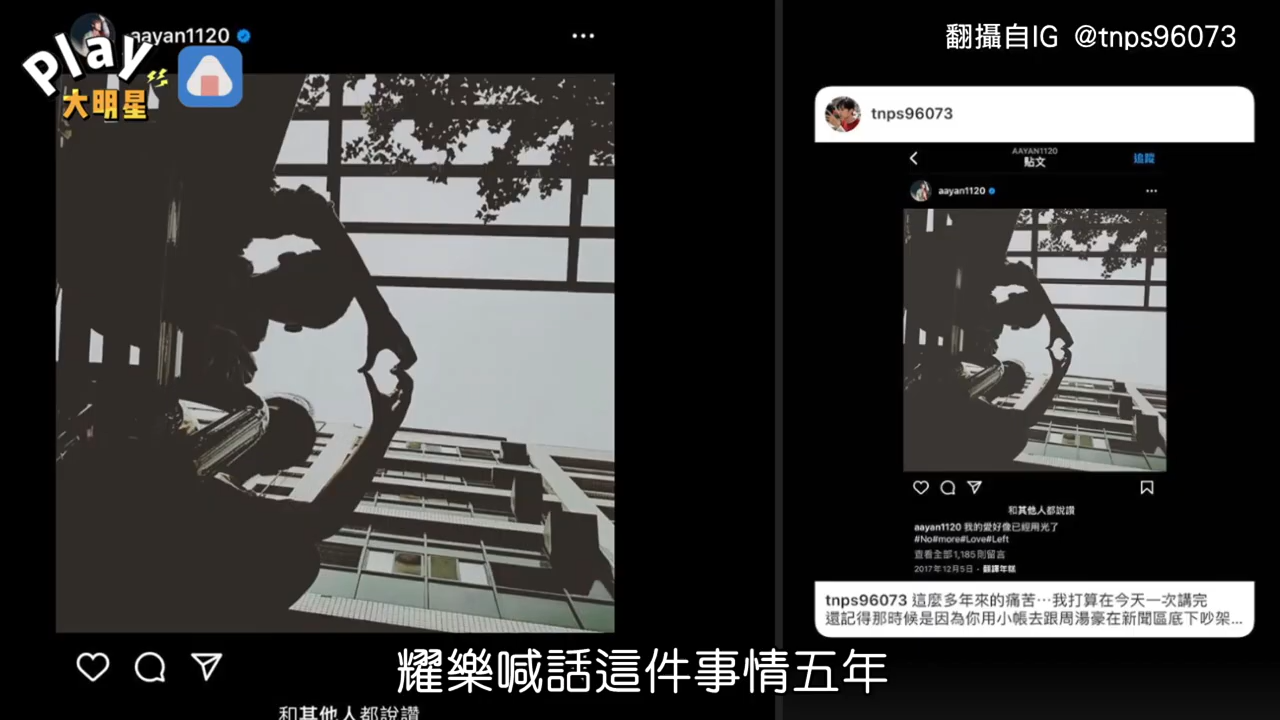 Play
大明星
aayan1120
翻攝自IG @tnps96073
tnps96073
AAYAN1120
貼文
追蹤
aayan1120
和其他人都說讚
aayan1120 我的愛好像已經用光了
#No#more#Love#Left
查看全部1,185則留言
2017年12月5日 · 翻譯年糕
tnps96073 這麼多年來的痛苦…我打算在今天一次講完
還記得那時候是因為你用小帳去跟周湯豪在新聞區底下吵架...
耀樂喊話這件事情五年
和其他人都說讚